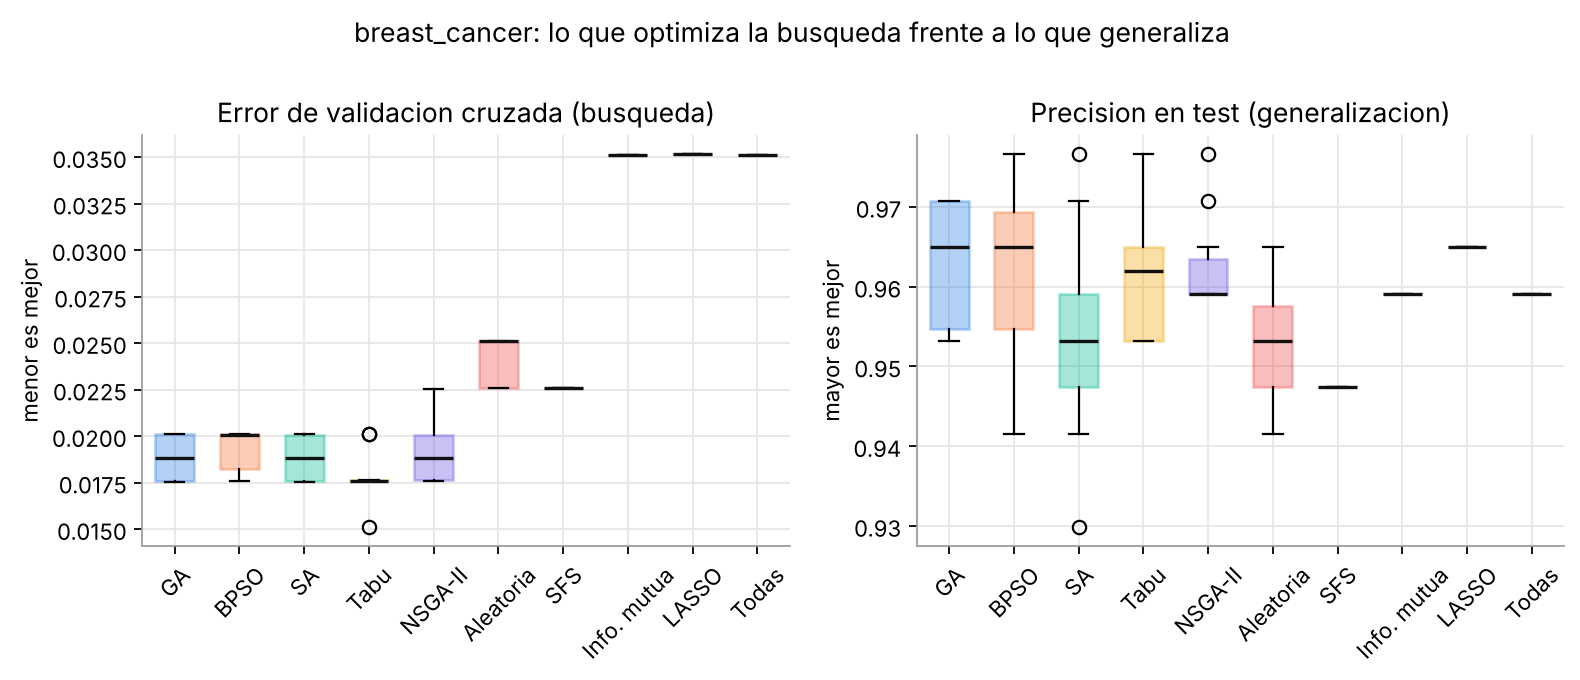 breast_cancer: lo que optimiza la busqueda frente a lo que generaliza
Error de validacion cruzada (busqueda)
menor es mejor
0.0350
0.0325
0.0300
0.0275
0.0250
0.0225
0.0200
0.0175
0.0150
GA
BPSO
SA
Tabu
NSGA-II
Aleatoria
SFS
Info. mutua
LASSO
Todas
Precision en test (generalizacion)
mayor es mejor
0.97
0.96
0.95
0.94
0.93
GA
BPSO
SA
Tabu
NSGA-II
Aleatoria
SFS
Info. mutua
LASSO
Todas